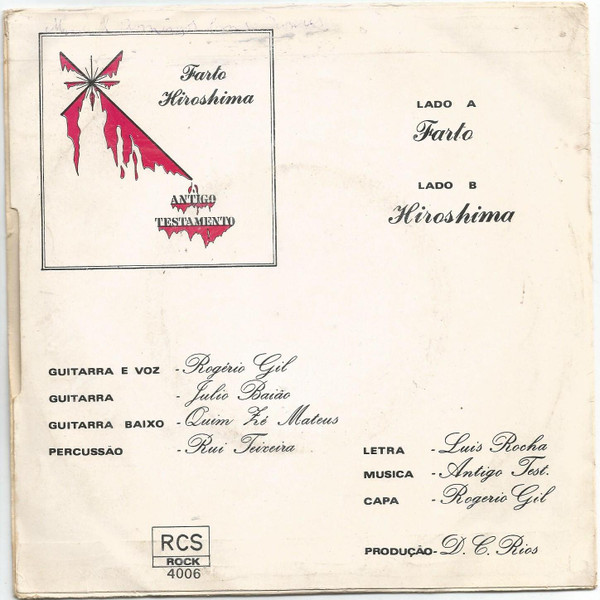 Farto
Hiroshima
ANTIGO
TESTAMENTO
LADO A
Farto
LADO B
Hiroshima
GUITARRA E VOZ - Rogério Gil
GUITARRA - Julio Baião
GUITARRA BAIXO - Quim Zé Mateus
PERCUSSÃO - Rui Teixeira
LETRA - Luis Rocha
MUSICA - Antigo Test.
CAPA - Rogerio Gil
PRODUÇÃO - D. C. Rios
RCS
ROCK
4006